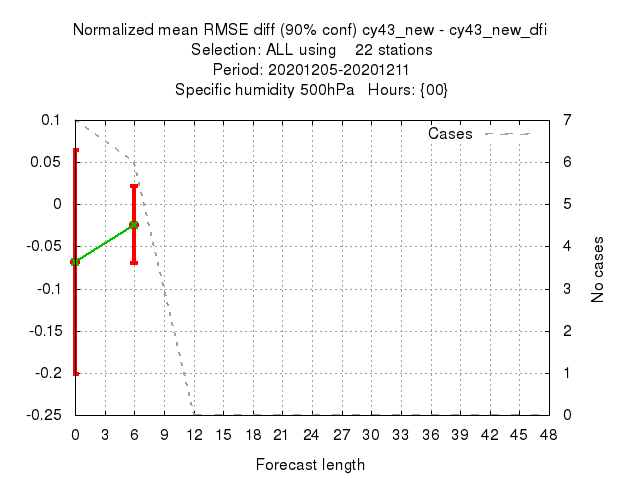 Normalized mean RMSE diff (90% conf) cy43_new - cy43_new_dfi
Selection: ALL using    22 stations
Period: 20201205-20201211
Specific humidity 500hPa   Hours: {00}
Cases
0.1
0.05
0
-0.05
-0.1
-0.15
-0.2
-0.25
7
6
5
4
3
2
1
0
No cases
0 3 6 9 12 15 18 21 24 27 30 33 36 39 42 45 48
Forecast length